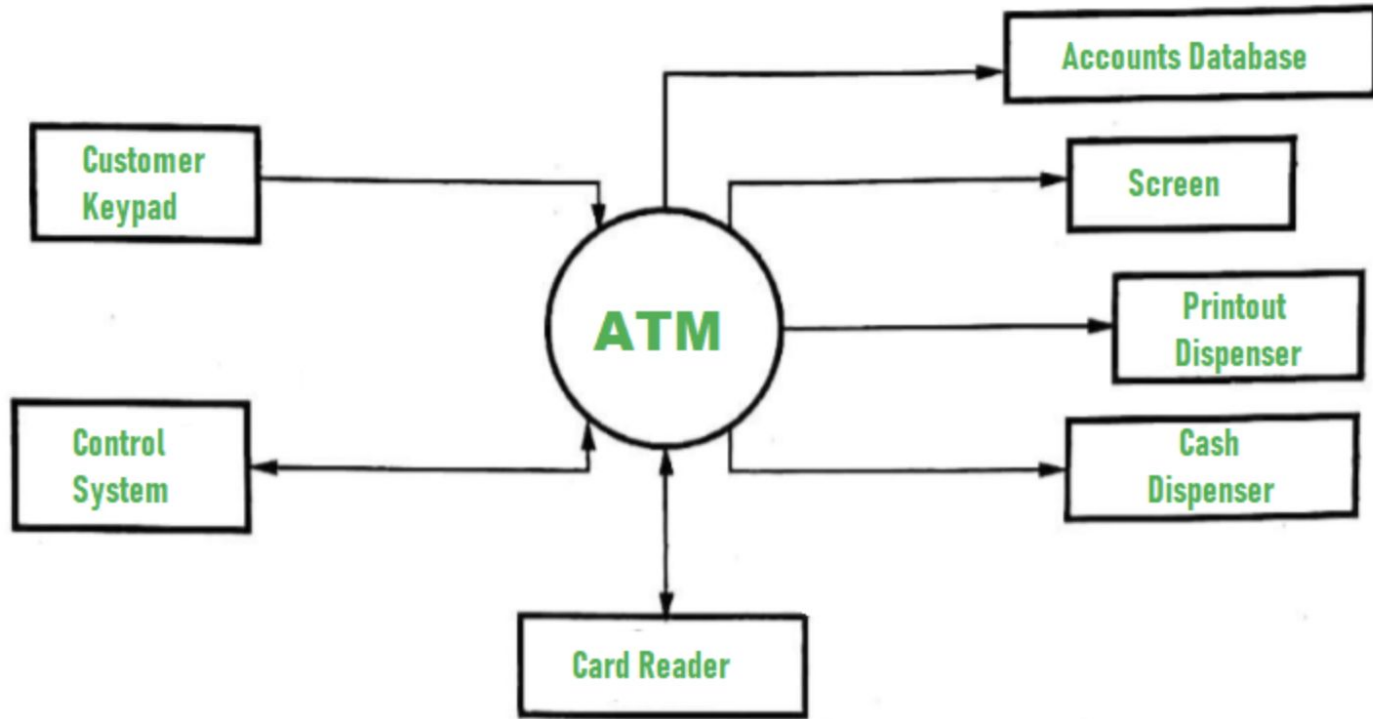 Accounts Database
Customer
Keypad
Screen
ATM
Printout
Dispenser
Control
System
Cash
Dispenser
Card Reader